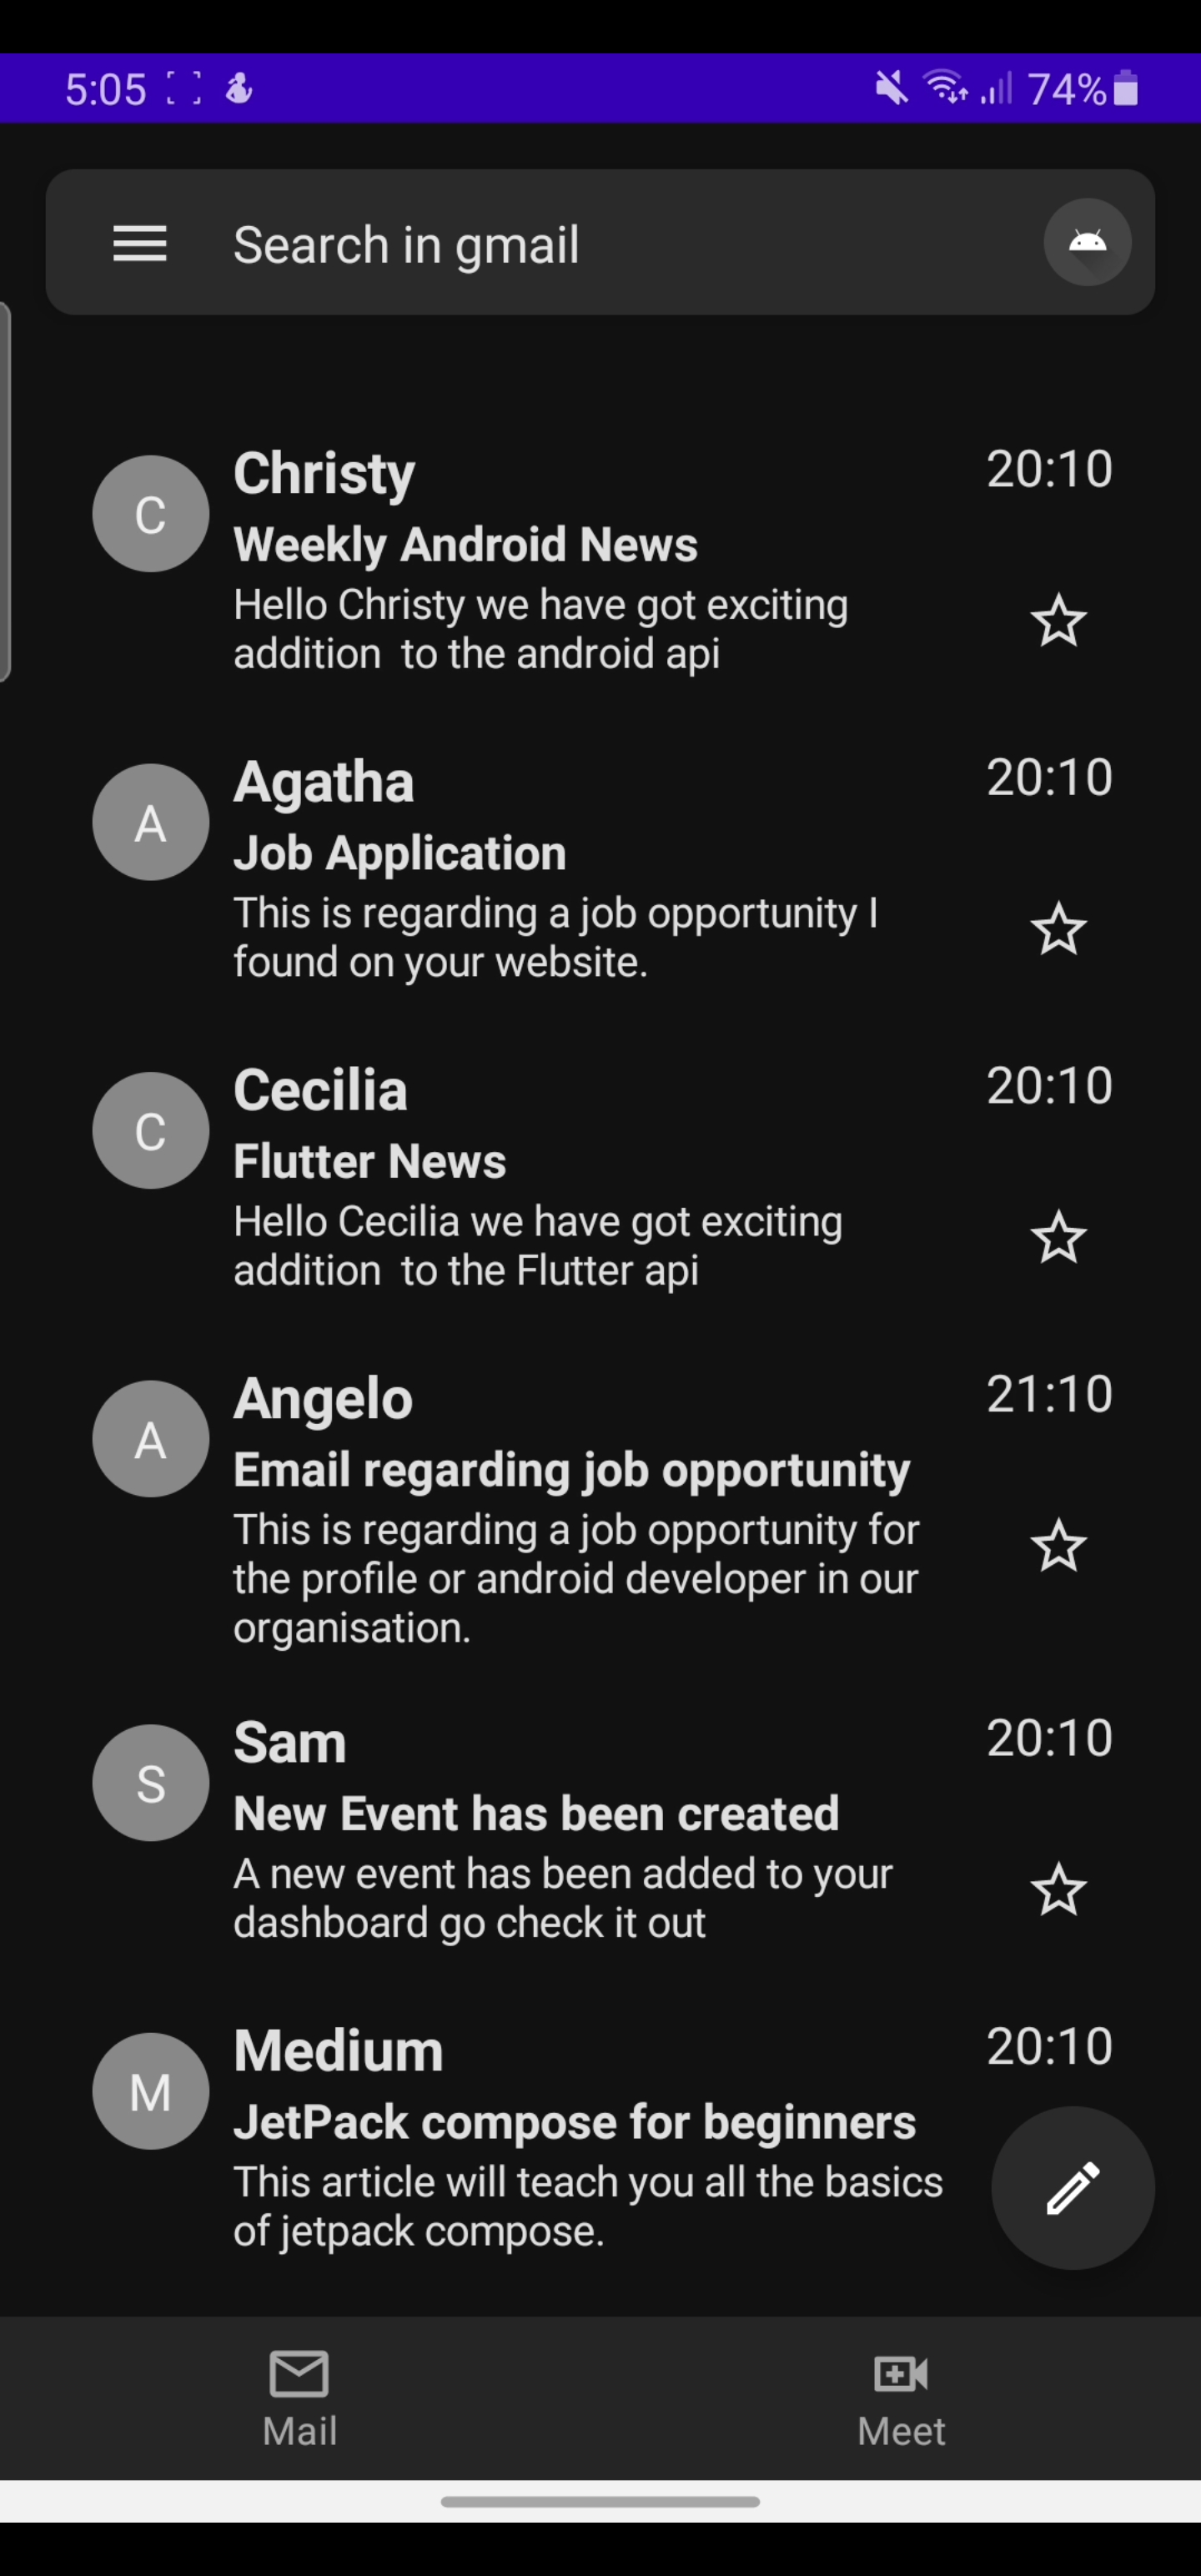 5:05
74%
Search in gmail
C
Christy
20:10
Weekly Android News
Hello Christy we have got exciting
addition  to the android api
A
Agatha
20:10
Job Application
This is regarding a job opportunity I
found on your website.
C
Cecilia
20:10
Flutter News
Hello Cecilia we have got exciting
addition  to the Flutter api
A
Angelo
21:10
Email regarding job opportunity
This is regarding a job opportunity for
the profile or android developer in our
organisation.
S
Sam
20:10
New Event has been created
A new event has been added to your
dashboard go check it out
M
Medium
20:10
JetPack compose for beginners
This article will teach you all the basics
of jetpack compose.
Mail
Meet